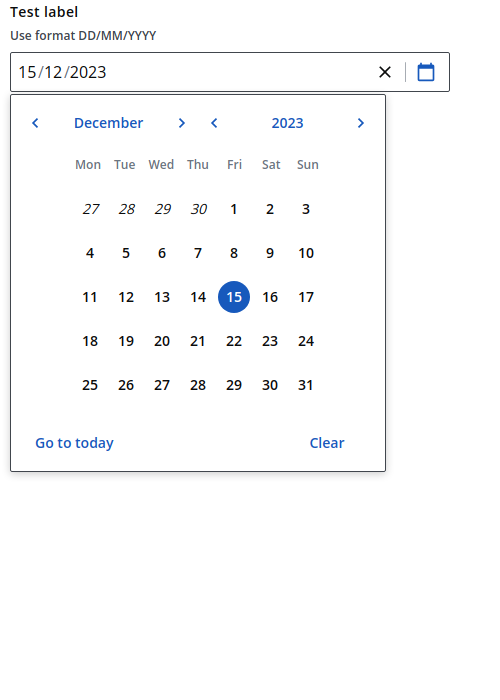 Test label
Use format DD/MM/YYYY
15/12/2023
December 2023
Mon Tue Wed Thu Fri Sat Sun
27 28 29 30 1 2 3
4 5 6 7 8 9 10
11 12 13 14 15 16 17
18 19 20 21 22 23 24
25 26 27 28 29 30 31
Go to today Clear